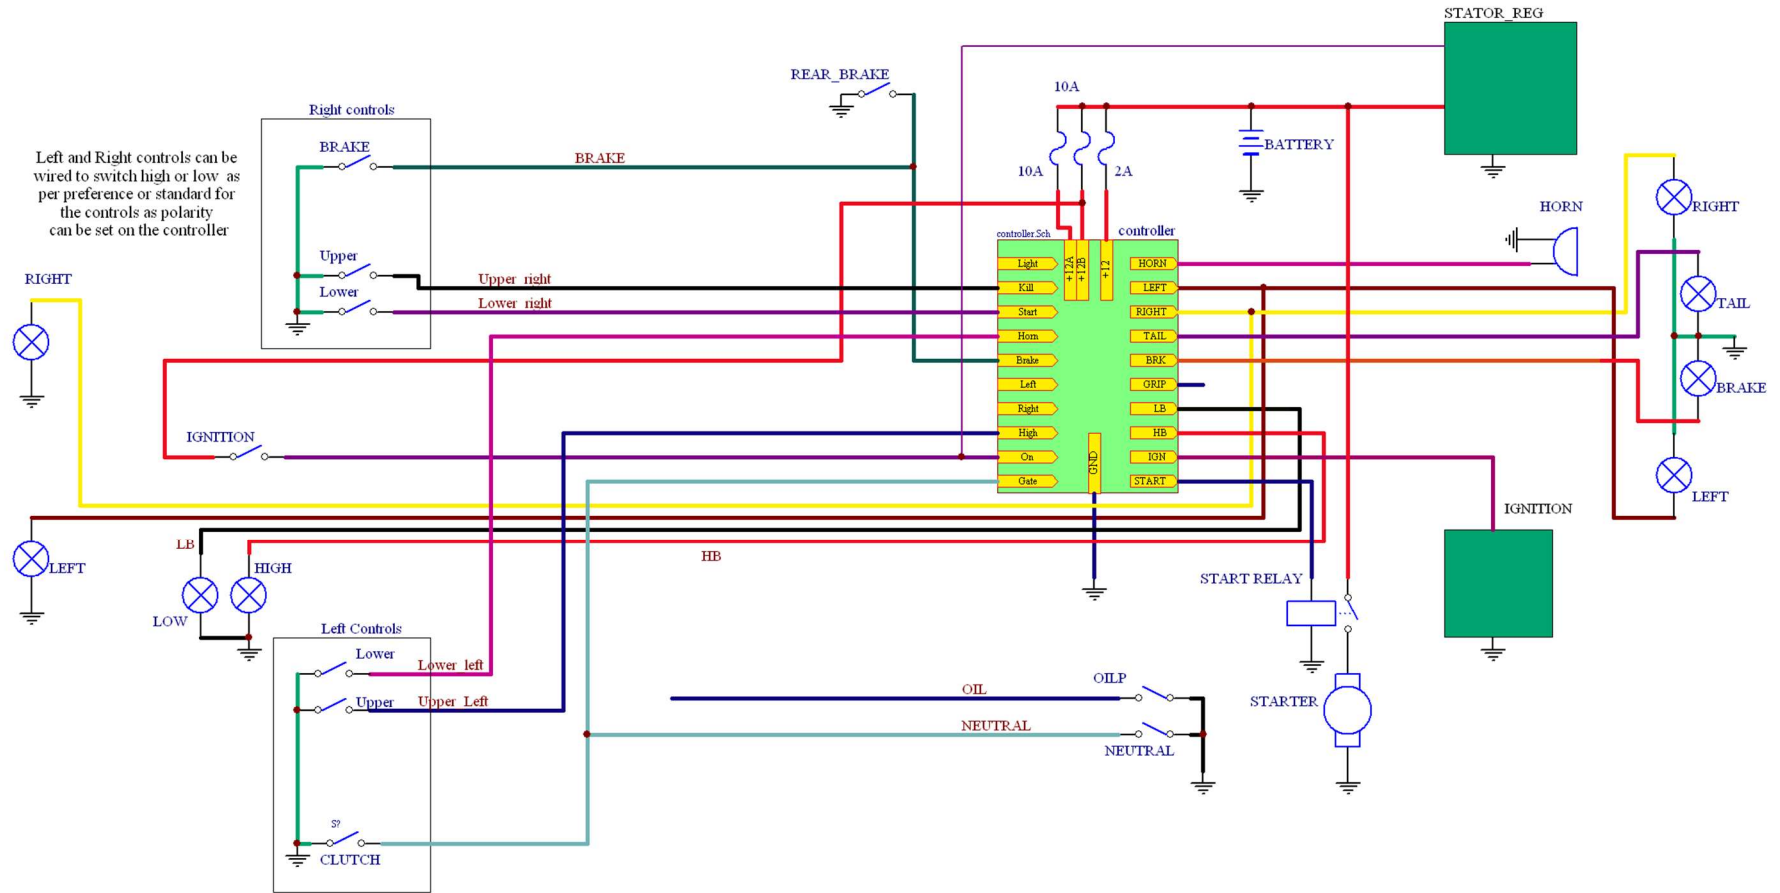 STATOR_REG
REAR_BRAKE
10A
Right controls
BRAKE
BRAKE
10A
2A
BATTERY
Left and Right controls can be
wired to switch high or low as
per preference or standard for
the controls as polarity
can be set on the controller
RIGHT
HORN
controller.Sch
controller
Upper
Upper_right
Lower
Lower_right
RIGHT
+12A
+12B
+12
Light
Kill
Start
Horn
Brake
Left
Right
High
On
Gate
GND
HORN
LEFT
RIGHT
TAIL
BRK
GRIP
LB
HB
IGN
START
TAIL
BRAKE
LEFT
IGNITION
IGNITION
LB
HB
LEFT
HIGH
LOW
START RELAY
Left Controls
Lower
Lower_left
Upper
Upper_Left
OIL
OILP
NEUTRAL
NEUTRAL
STARTER
S?
CLUTCH